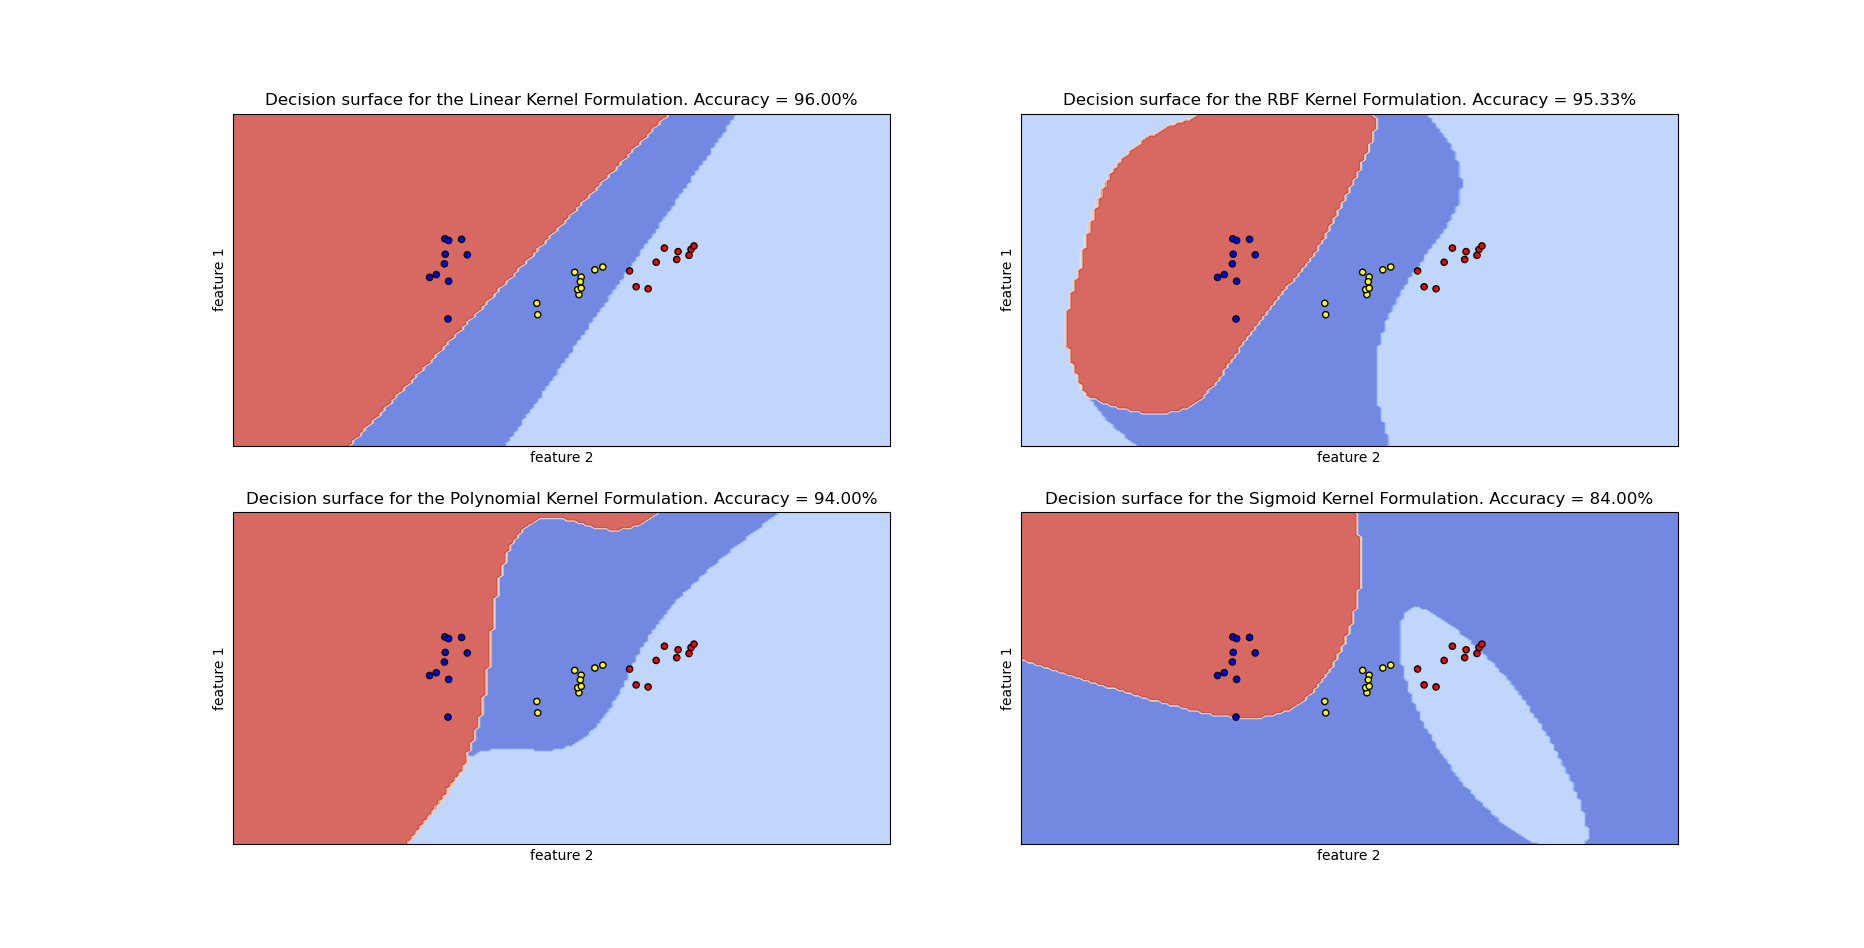 Decision surface for the Linear Kernel Formulation. Accuracy = 96.00%
feature 1
feature 2
Decision surface for the RBF Kernel Formulation. Accuracy = 95.33%
feature 1
feature 2
Decision surface for the Polynomial Kernel Formulation. Accuracy = 94.00%
feature 1
feature 2
Decision surface for the Sigmoid Kernel Formulation. Accuracy = 84.00%
feature 1
feature 2